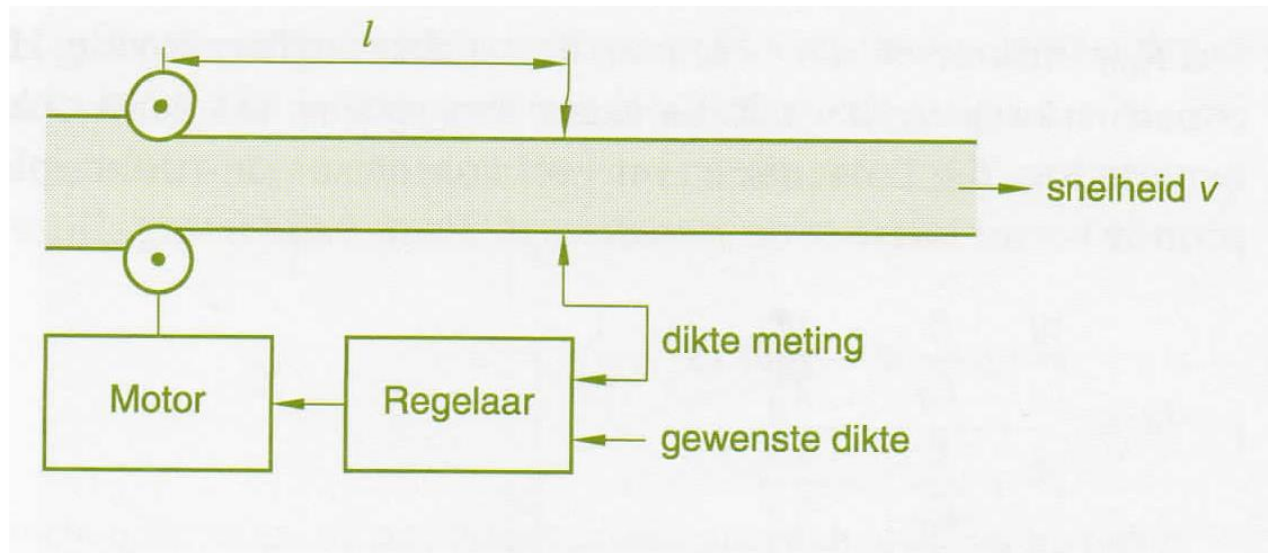 l
snelheid v
dikte meting
Motor
Regelaar
gewenste dikte